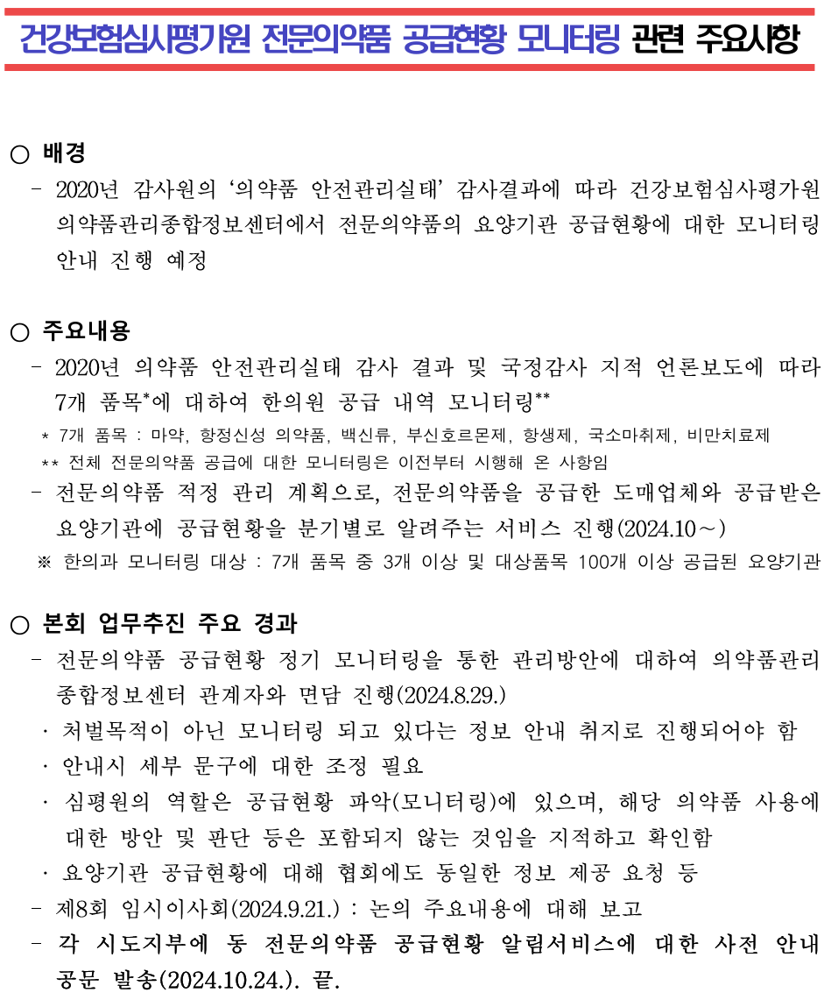 건강보험심사평가원 전문의약품 공급현황 모니터링 관련 주요사항
○ 배경
- 2020년 감사원의 ‘의약품 안전관리실태’ 감사결과에 따라 건강보험심사평가원
의약품관리종합정보센터에서 전문의약품의 요양기관 공급현황에 대한 모니터링
안내 진행 예정
○ 주요내용
- 2020년 의약품 안전관리실태 감사 결과 및 국정감사 지적 언론보도에 따라
7개 품목*에 대하여 한의원 공급 내역 모니터링**
* 7개 품목 : 마약, 항정신성 의약품, 백신류, 부신호르몬제, 항생제, 국소마취제, 비만치료제
** 전체 전문의약품 공급에 대한 모니터링은 이전부터 시행해 온 사항임
- 전문의약품 적정 관리 계획으로, 전문의약품을 공급한 도매업체와 공급받은
요양기관에 공급현황을 분기별로 알려주는 서비스 진행(2024.10～)
※ 한의과 모니터링 대상 : 7개 품목 중 3개 이상 및 대상품목 100개 이상 공급된 요양기관
○ 본회 업무추진 주요 경과
- 전문의약품 공급현황 정기 모니터링을 통한 관리방안에 대하여 의약품관리
종합정보센터 관계자와 면담 진행(2024.8.29.)
· 처벌목적이 아닌 모니터링 되고 있다는 정보 안내 취지로 진행되어야 함
· 안내시 세부 문구에 대한 조정 필요
· 심평원의 역할은 공급현황 파악(모니터링)에 있으며, 해당 의약품 사용에
대한 방안 및 판단 등은 포함되지 않는 것임을 지적하고 확인함
· 요양기관 공급현황에 대해 협회에도 동일한 정보 제공 요청 등
- 제8회 임시이사회(2024.9.21.) : 논의 주요내용에 대해 보고
- 각 시도지부에 동 전문의약품 공급현황 알림서비스에 대한 사전 안내
공문 발송(2024.10.24.). 끝.